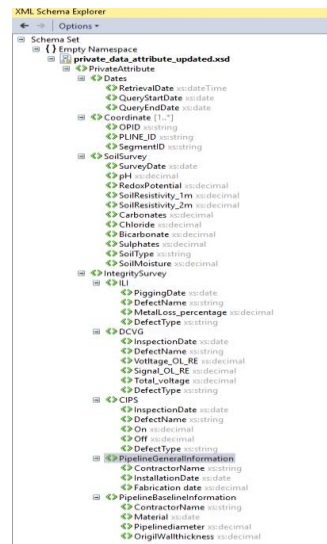 XML Schema Explorer
Options
Schema Set
{ } Empty Namespace
private_data_attribute_updated.xsd
PrivateAttribute
Dates
RetrievalDate xs:dateTime
QueryStartDate xs:date
QueryEndDate xs:date
Coordinate [1..*]
OPID xs:string
PLINE_ID xs:string
SegmentID xs:string
SoilSurvey
SurveyDate xs:date
pH xs:decimal
RedoxPotential xs:decimal
SoilResistivity_1m xs:decimal
SoilResistivity_2m xs:decimal
Carbonates xs:decimal
Chloride xs:decimal
Bicarbonate xs:decimal
Sulphates xs:decimal
SoilType xs:string
SoilMoisture xs:decimal
IntegritySurvey
ILI
PiggingDate xs:date
DefectName xs:string
MetalLoss_percentage xs:decimal
DefectType xs:string
DCVG
InspectionDate xs:date
DefectName xs:string
Votltage_OL_RE xs:decimal
Signal_OL_RE xs:decimal
Total_voltage xs:decimal
DefectType xs:string
CIPS
InspectionDate xs:date
DefectName xs:string
On xs:decimal
Off xs:decimal
DefectType xs:string
PipelineGeneralInformation
ContractorName xs:string
InstallationDate xs:date
Fabrication date xs:decimal
PipelineBaselineInformation
ContractorName xs:string
Material xs:date
Pipelinediameter xs:decimal
OrigilWallthickness xs:decimal